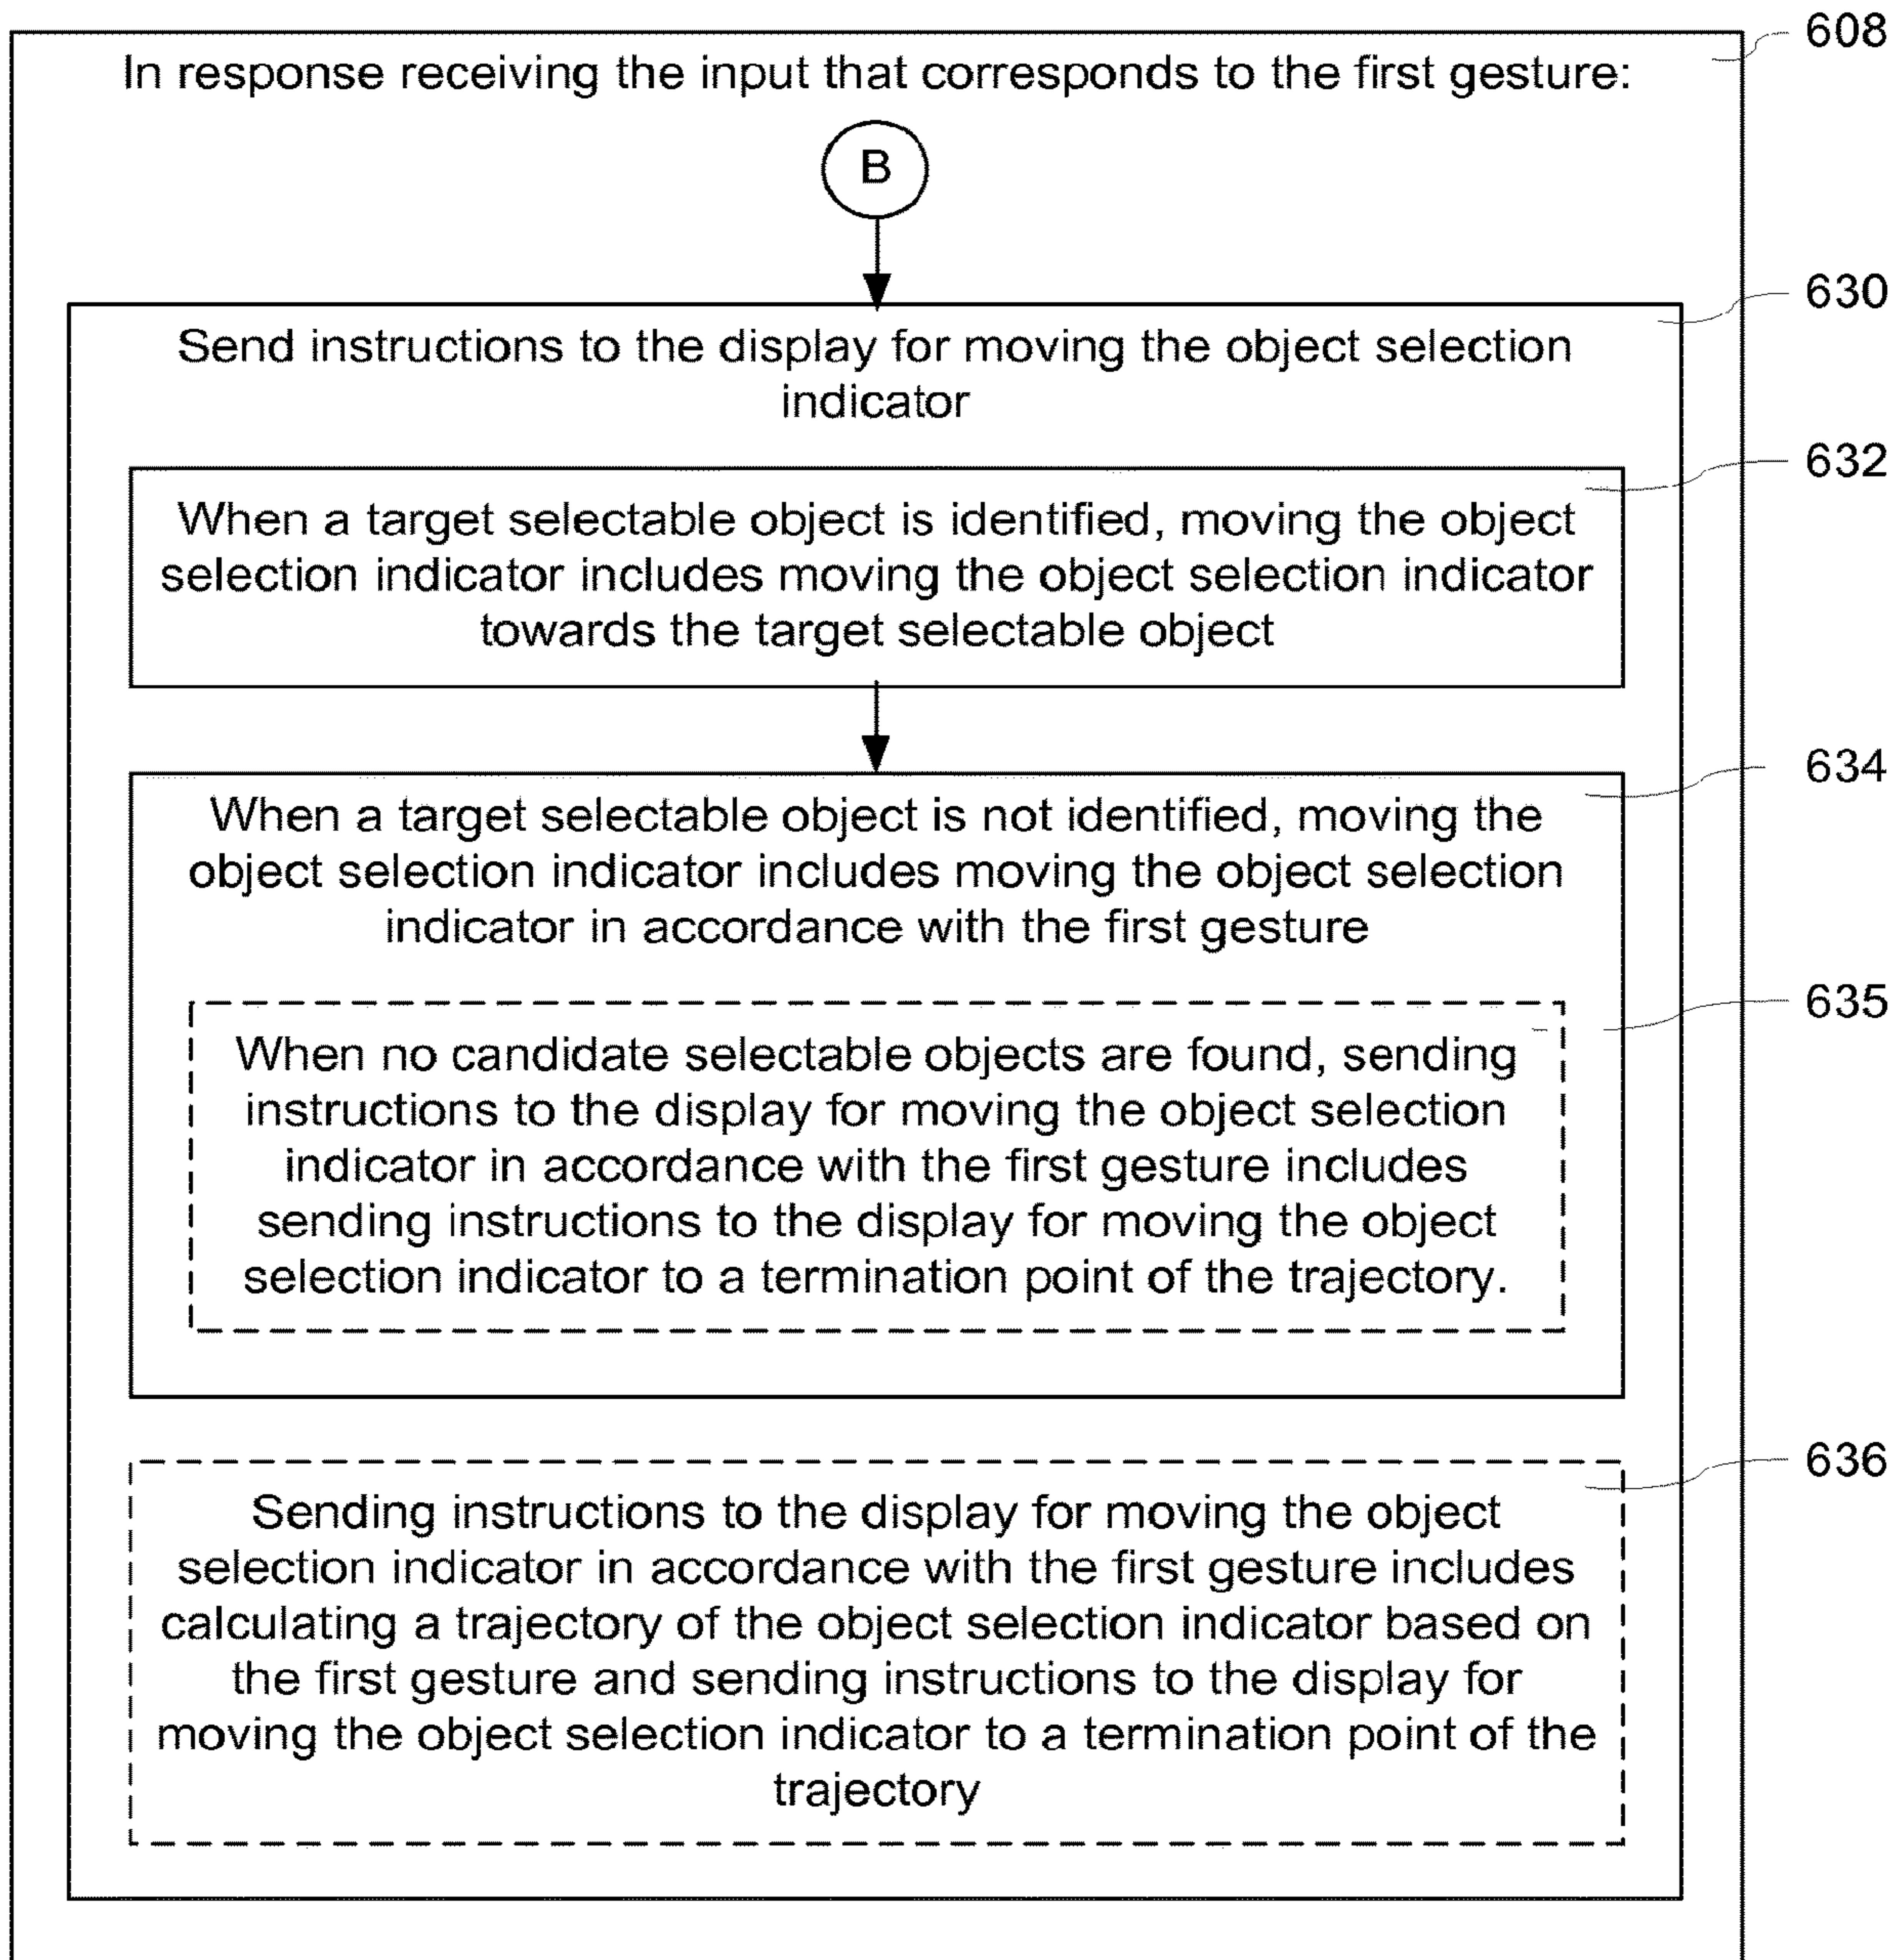 608
In response receiving the input that corresponds to the first gesture:
B
630
Send instructions to the display for moving the object selection
indicator
632
When a target selectable object is identified, moving the object
selection indicator includes moving the object selection indicator
towards the target selectable object
634
When a target selectable object is not identified, moving the
object selection indicator includes moving the object selection
indicator in accordance with the first gesture
635
When no candidate selectable objects are found, sending
instructions to the display for moving the object selection
indicator in accordance with the first gesture includes
sending instructions to the display for moving the object
selection indicator to a termination point of the trajectory.
636
Sending instructions to the display for moving the object
selection indicator in accordance with the first gesture includes
calculating a trajectory of the object selection indicator based on
the first gesture and sending instructions to the display for
moving the object selection indicator to a termination point of the
trajectory